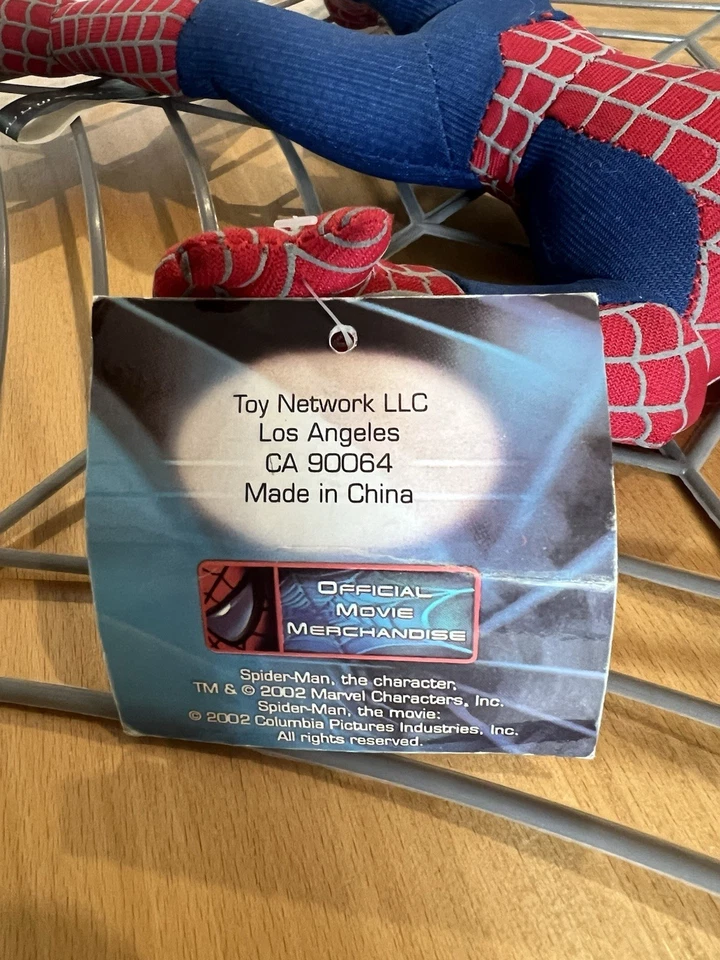 Toy Network LLC
Los Angeles
CA 90064
Made in China
OFFICIAL
MOVIE
MERCHANDISE
Spider-Man, the character,
TM & © 2002 Marvel Characters, Inc.
Spider-Man, the movie:
© 2002 Columbia Pictures Industries, Inc.
All rights reserved.